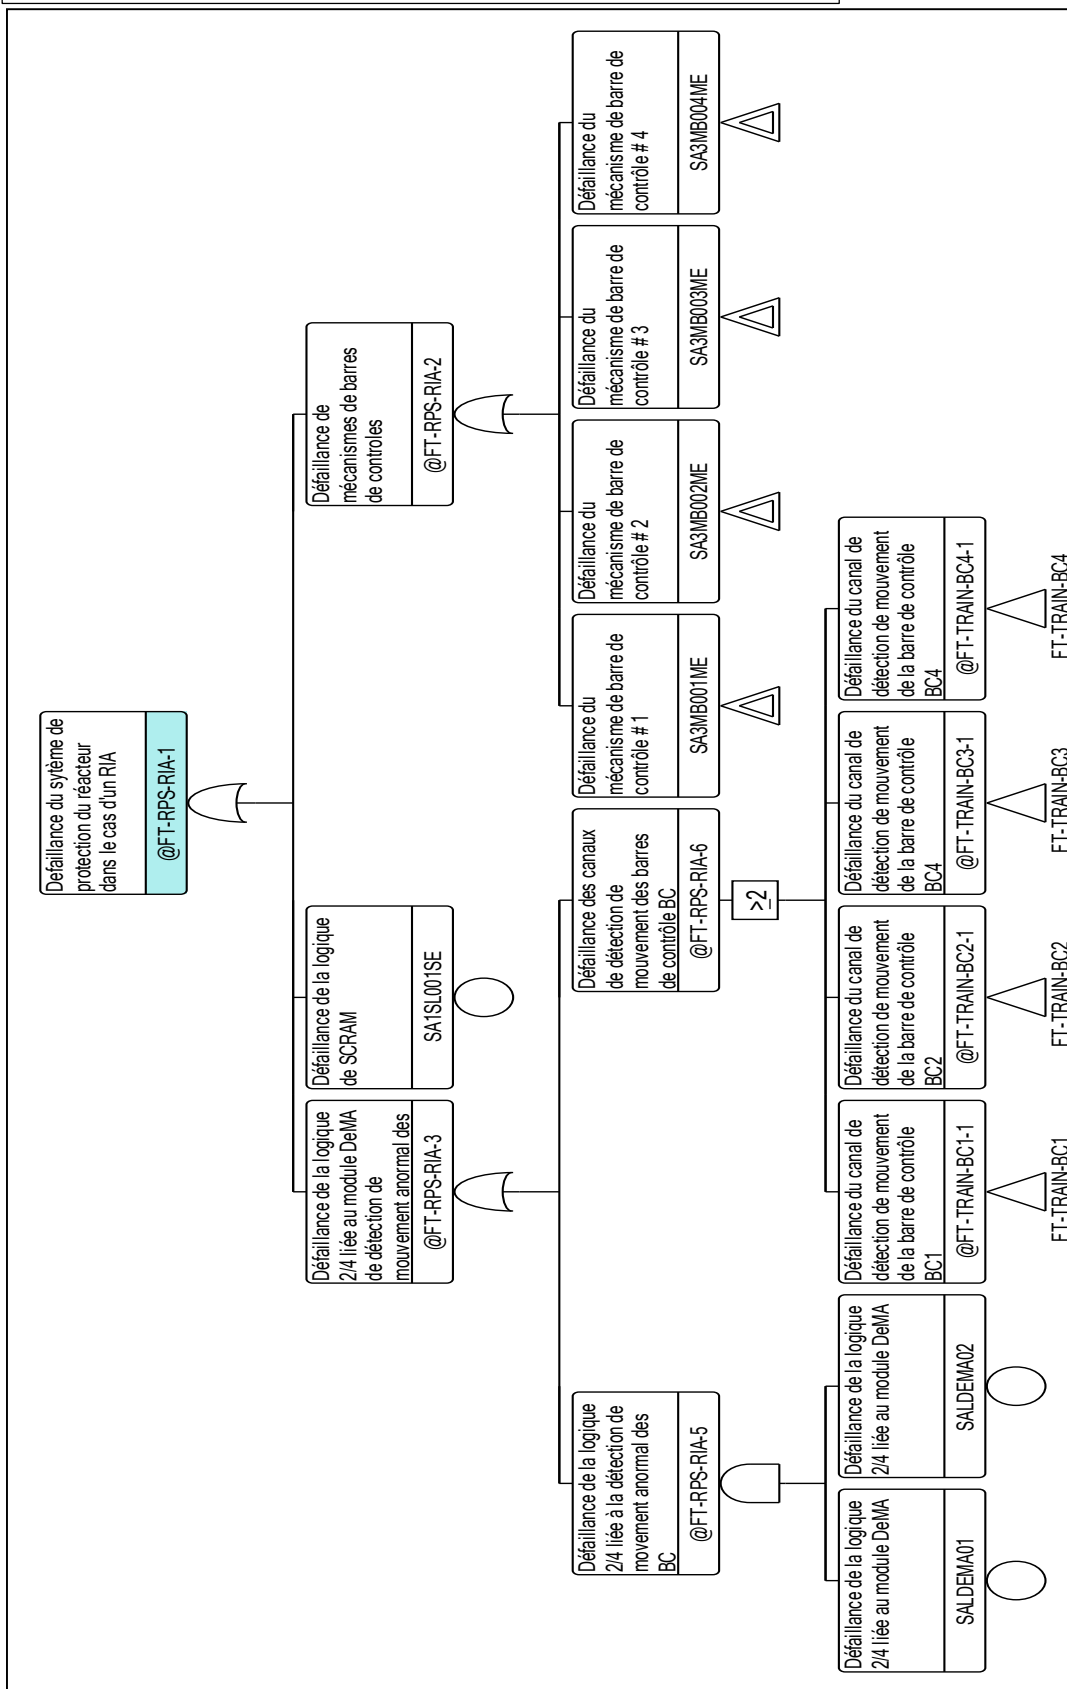 Defaillance du sytème de
protection du réacteur
dans le cas d'un RIA
@FT-RPS-RIA-1
Défaillance de la logique
2/4 liée au module DeMA
de détection de
mouvement anormal des
@FT-RPS-RIA-3
Défaillance de la logique
de SCRAM
SA1SL001SE
Défaillance de
mécanismes de barres
de controles
@FT-RPS-RIA-2
Défaillance de la logique
2/4 liée à la détection de
movement anormal des
BC
@FT-RPS-RIA-5
Défaillance des canaux
de détection de
mouvement des barres
de contrôle BC
@FT-RPS-RIA-6
≥2
Défaillance du
mécanisme de barre de
contrôle # 1
SA3MB001ME
Défaillance du
mécanisme de barre de
contrôle # 2
SA3MB002ME
Défaillance du
mécanisme de barre de
contrôle # 3
SA3MB003ME
Défaillance du
mécanisme de barre de
contrôle # 4
SA3MB004ME
Défaillance de la logique
2/4 liée au module DeMA
SALDEMA01
Défaillance de la logique
2/4 liée au module DeMA
SALDEMA02
Défaillance du canal de
détection de mouvement
de la barre de contrôle
BC1
@FT-TRAIN-BC1-1
FT-TRAIN-BC1
Défaillance du canal de
détection de mouvement
de la barre de contrôle
BC2
@FT-TRAIN-BC2-1
FT-TRAIN-BC2
Défaillance du canal de
détection de mouvement
de la barre de contrôle
BC4
@FT-TRAIN-BC3-1
FT-TRAIN-BC3
Défaillance du canal de
détection de mouvement
de la barre de contrôle
BC4
@FT-TRAIN-BC4-1
FT-TRAIN-BC4